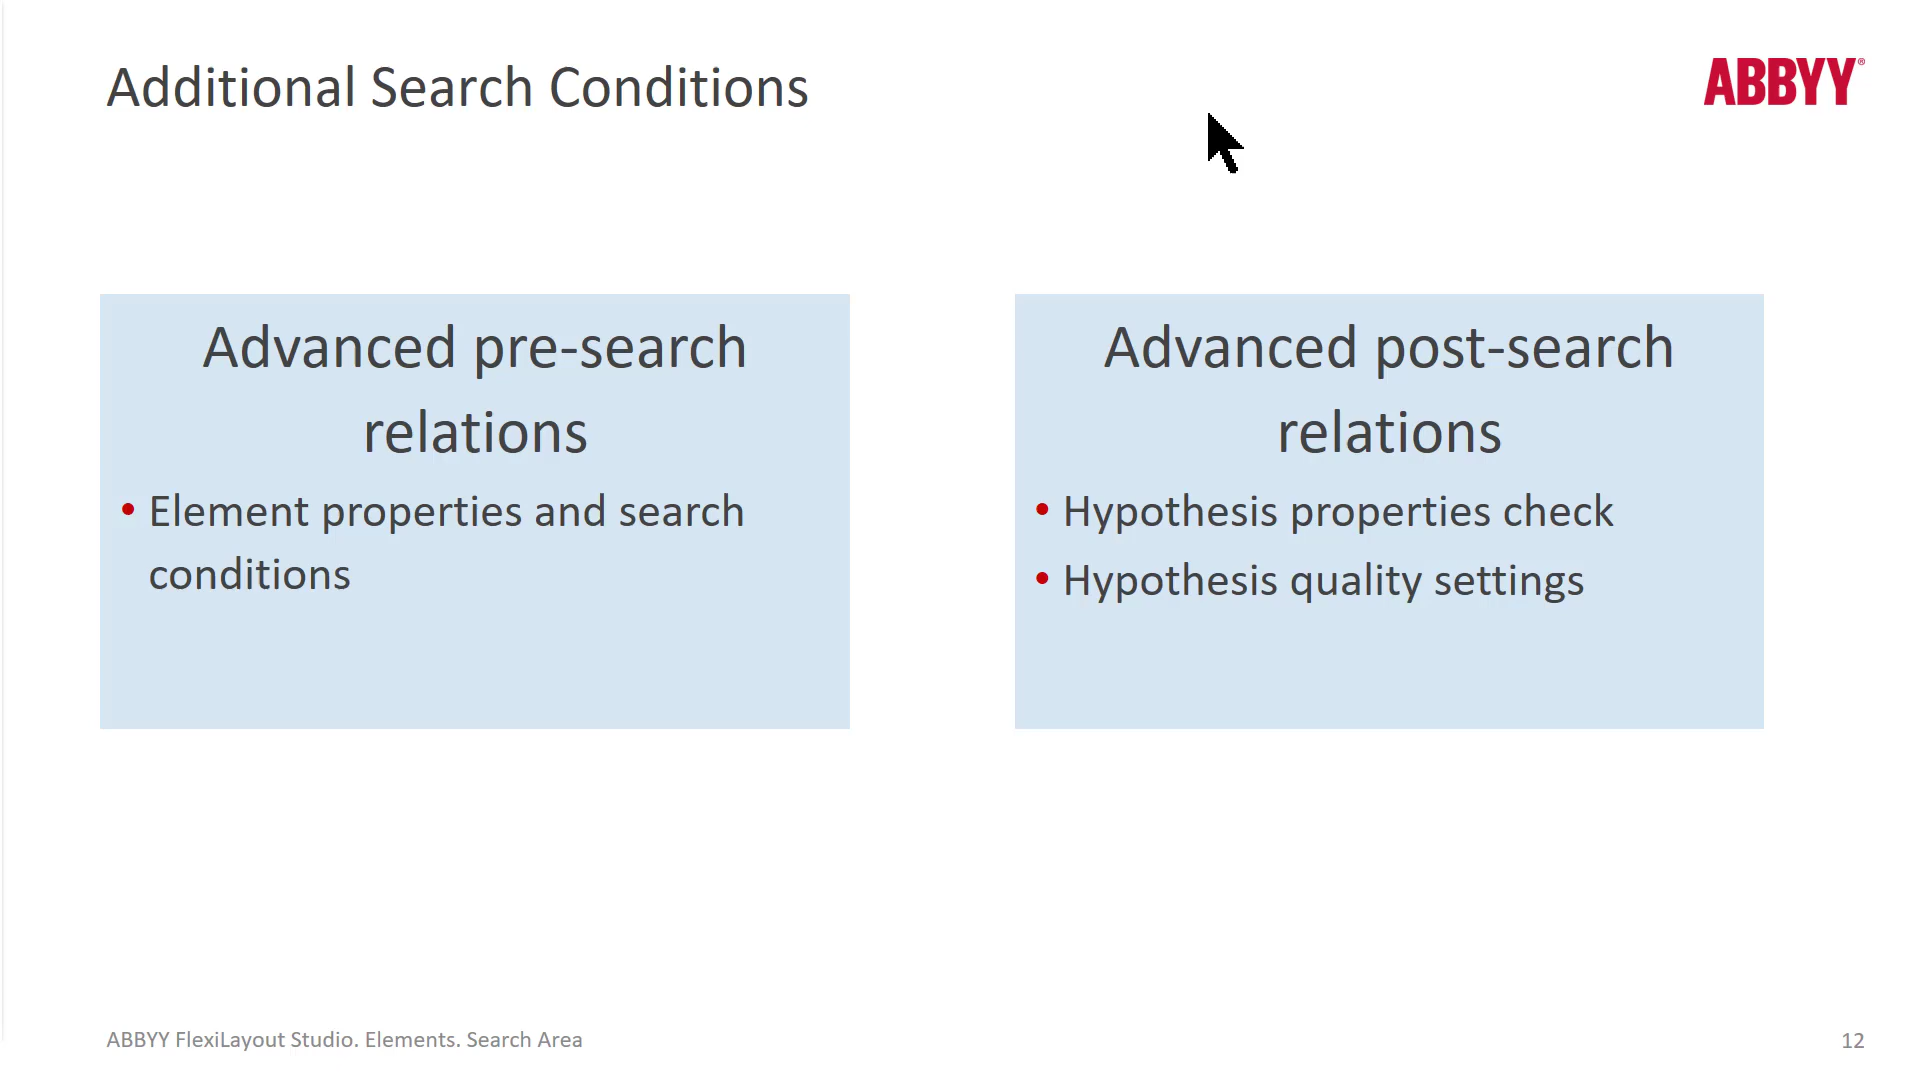 Additional Search Conditions
ABBYY®
Advanced pre-search
relations
• Element properties and search
conditions
Advanced post-search
relations
• Hypothesis properties check
• Hypothesis quality settings
ABBYY FlexiLayout Studio. Elements. Search Area
12